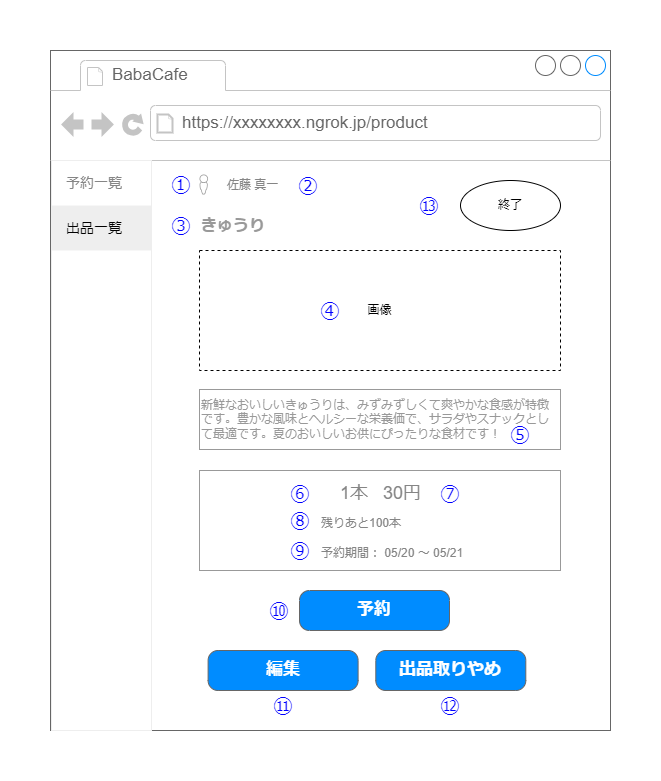 BabaCafe
https://xxxxxxxx.ngrok.jp/product
予約一覧
出品一覧
① 佐藤 真一 ②
⑬ 終了
③ きゅうり
④ 画像
新鮮なおいしいきゅうりは、みずみずしくて爽やかな食感が特徴
です。豊かな風味とヘルシーな栄養価で、サラダやスナックとし
て最適です。夏のおいしいお供にぴったりな食材です！ ⑤
⑥ 1本 30円 ⑦
⑧ 残りあと100本
⑨ 予約期間： 05/20 ～ 05/21
⑩ 予約
編集 出品取りやめ
⑪ ⑫